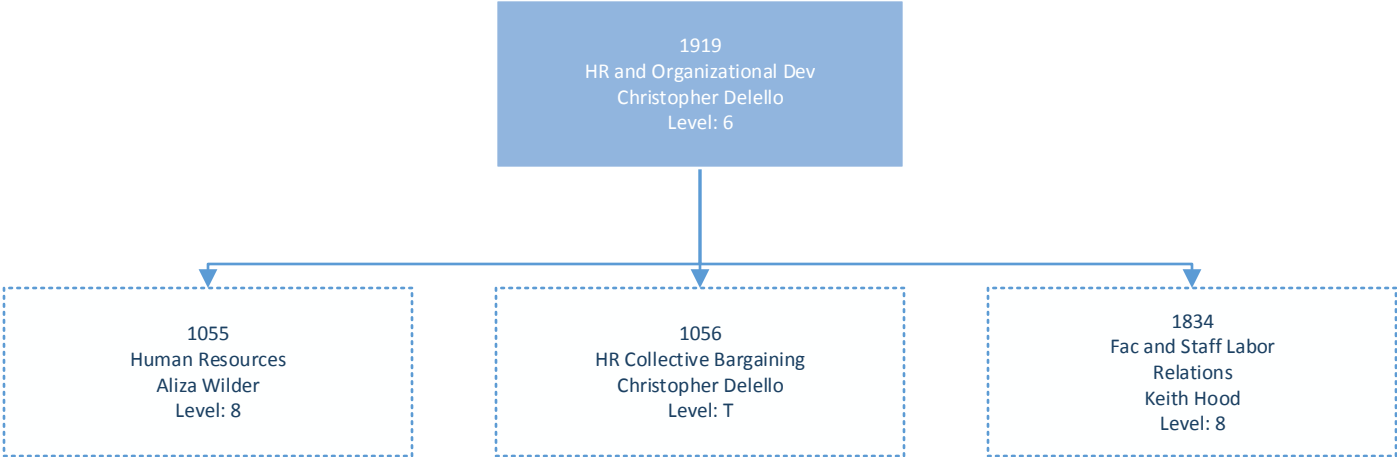 1919
HR and Organizational Dev
Christopher Delello
Level: 6
1055
Human Resources
Aliza Wilder
Level: 8
1056
HR Collective Bargaining
Christopher Delello
Level: T
1834
Fac and Staff Labor
Relations
Keith Hood
Level: 8